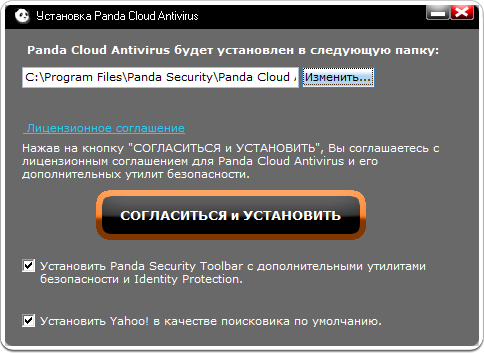 Установка Panda Cloud Antivirus
Panda Cloud Antivirus будет установлен в следующую папку:
C:\Program Files\Panda Security\Panda Cloud A
Изменить...
Лицензионное соглашение
Нажав на кнопку "СОГЛАСИТЬСЯ и УСТАНОВИТЬ", Вы соглашаетесь с
лицензионным соглашением для Panda Cloud Antivirus и его
дополнительных утилит безопасности.
СОГЛАСИТЬСЯ и УСТАНОВИТЬ
Установить Panda Security Toolbar с дополнительными утилитами
безопасности и Identity Protection.
Установить Yahoo! в качестве поисковика по умолчанию.